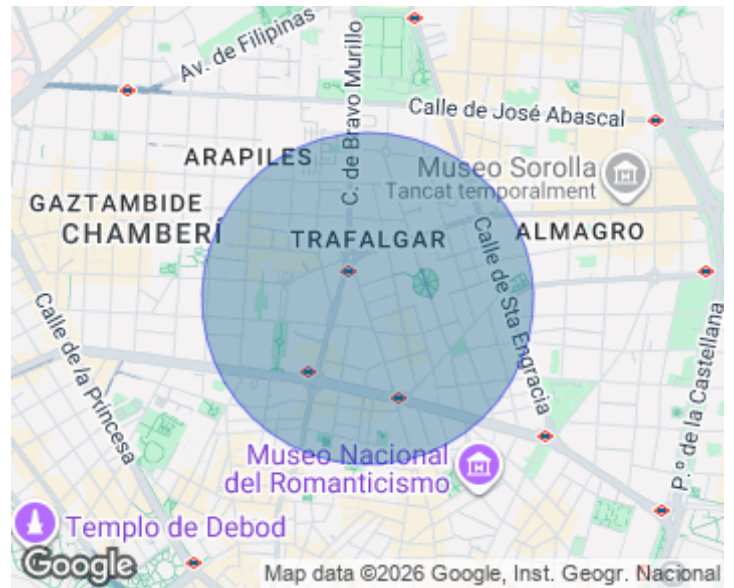 Av. de Filipinas
C. de Bravo Murillo
Calle de José Abascal
ARAPILES
Museo Sorolla
Tancat temporalment
GAZTAMBIDE
CHAMBERÍ
TRAFALGAR
ALMAGRO
Calle de Sta Engracia
Calle de la Princesa
P.º de la Castellana
Museo Nacional
del Romanticismo
Templo de Debod
Google
Map data ©2026 Google, Inst. Geogr. Nacional